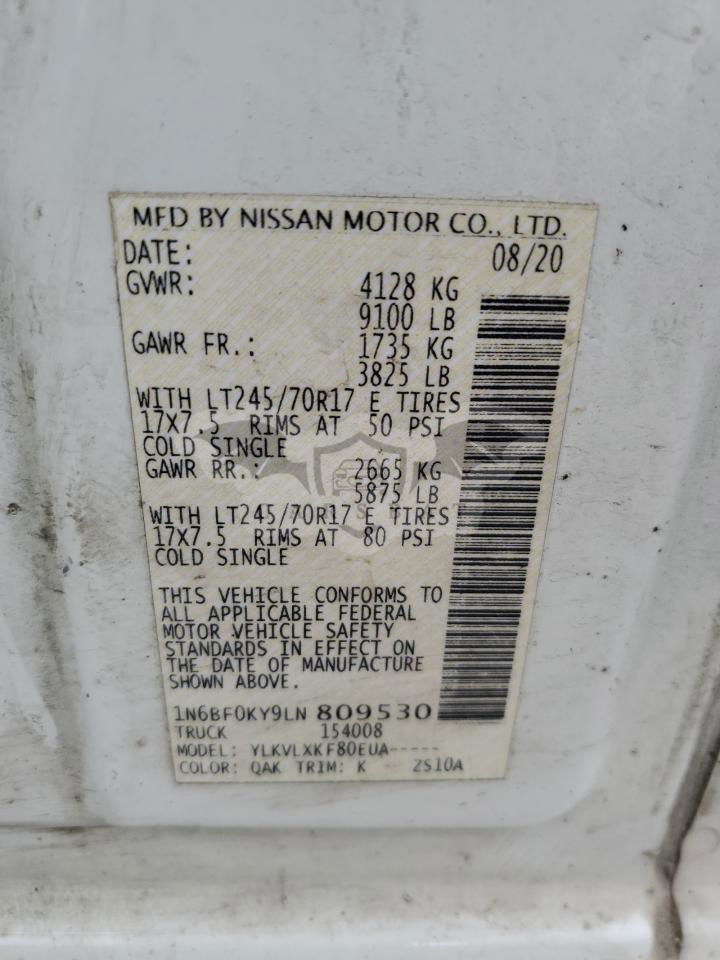 MFD BY NISSAN MOTOR CO., LTD.
DATE: 08/20
GVWR: 4128 KG
9100 LB
GAWR FR.: 1735 KG
3825 LB
WITH LT245/70R17 E TIRES
17X7.5 RIMS AT 50 PSI
COLD SINGLE
GAWR RR.: 2665 KG
5875 LB
WITH LT245/70R17 E TIRES
17X7.5 RIMS AT 80 PSI
COLD SINGLE
THIS VEHICLE CONFORMS TO
ALL APPLICABLE FEDERAL
MOTOR VEHICLE SAFETY
STANDARDS IN EFFECT ON
THE DATE OF MANUFACTURE
SHOWN ABOVE.
1N6BF0KY9LN 809530
TRUCK 154008
MODEL: YLKVLXKF80EUA-----
COLOR: QAK TRIM: K 2S10A